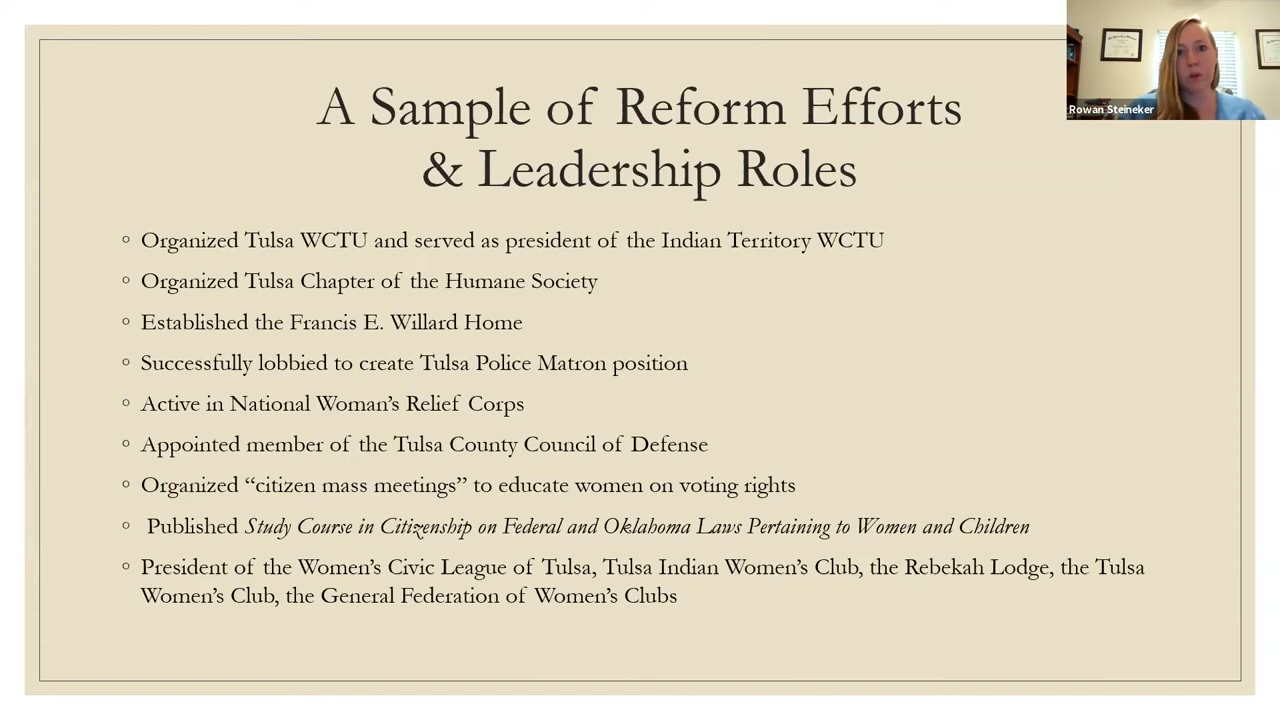 A Sample of Reform Efforts
& Leadership Roles
Rowan Steineker
◦ Organized Tulsa WCTU and served as president of the Indian Territory WCTU
◦ Organized Tulsa Chapter of the Humane Society
◦ Established the Francis E. Willard Home
◦ Successfully lobbied to create Tulsa Police Matron position
◦ Active in National Woman’s Relief Corps
◦ Appointed member of the Tulsa County Council of Defense
◦ Organized “citizen mass meetings” to educate women on voting rights
◦ Published Study Course in Citizenship on Federal and Oklahoma Laws Pertaining to Women and Children
◦ President of the Women’s Civic League of Tulsa, Tulsa Indian Women’s Club, the Rebekah Lodge, the Tulsa
Women’s Club, the General Federation of Women’s Clubs